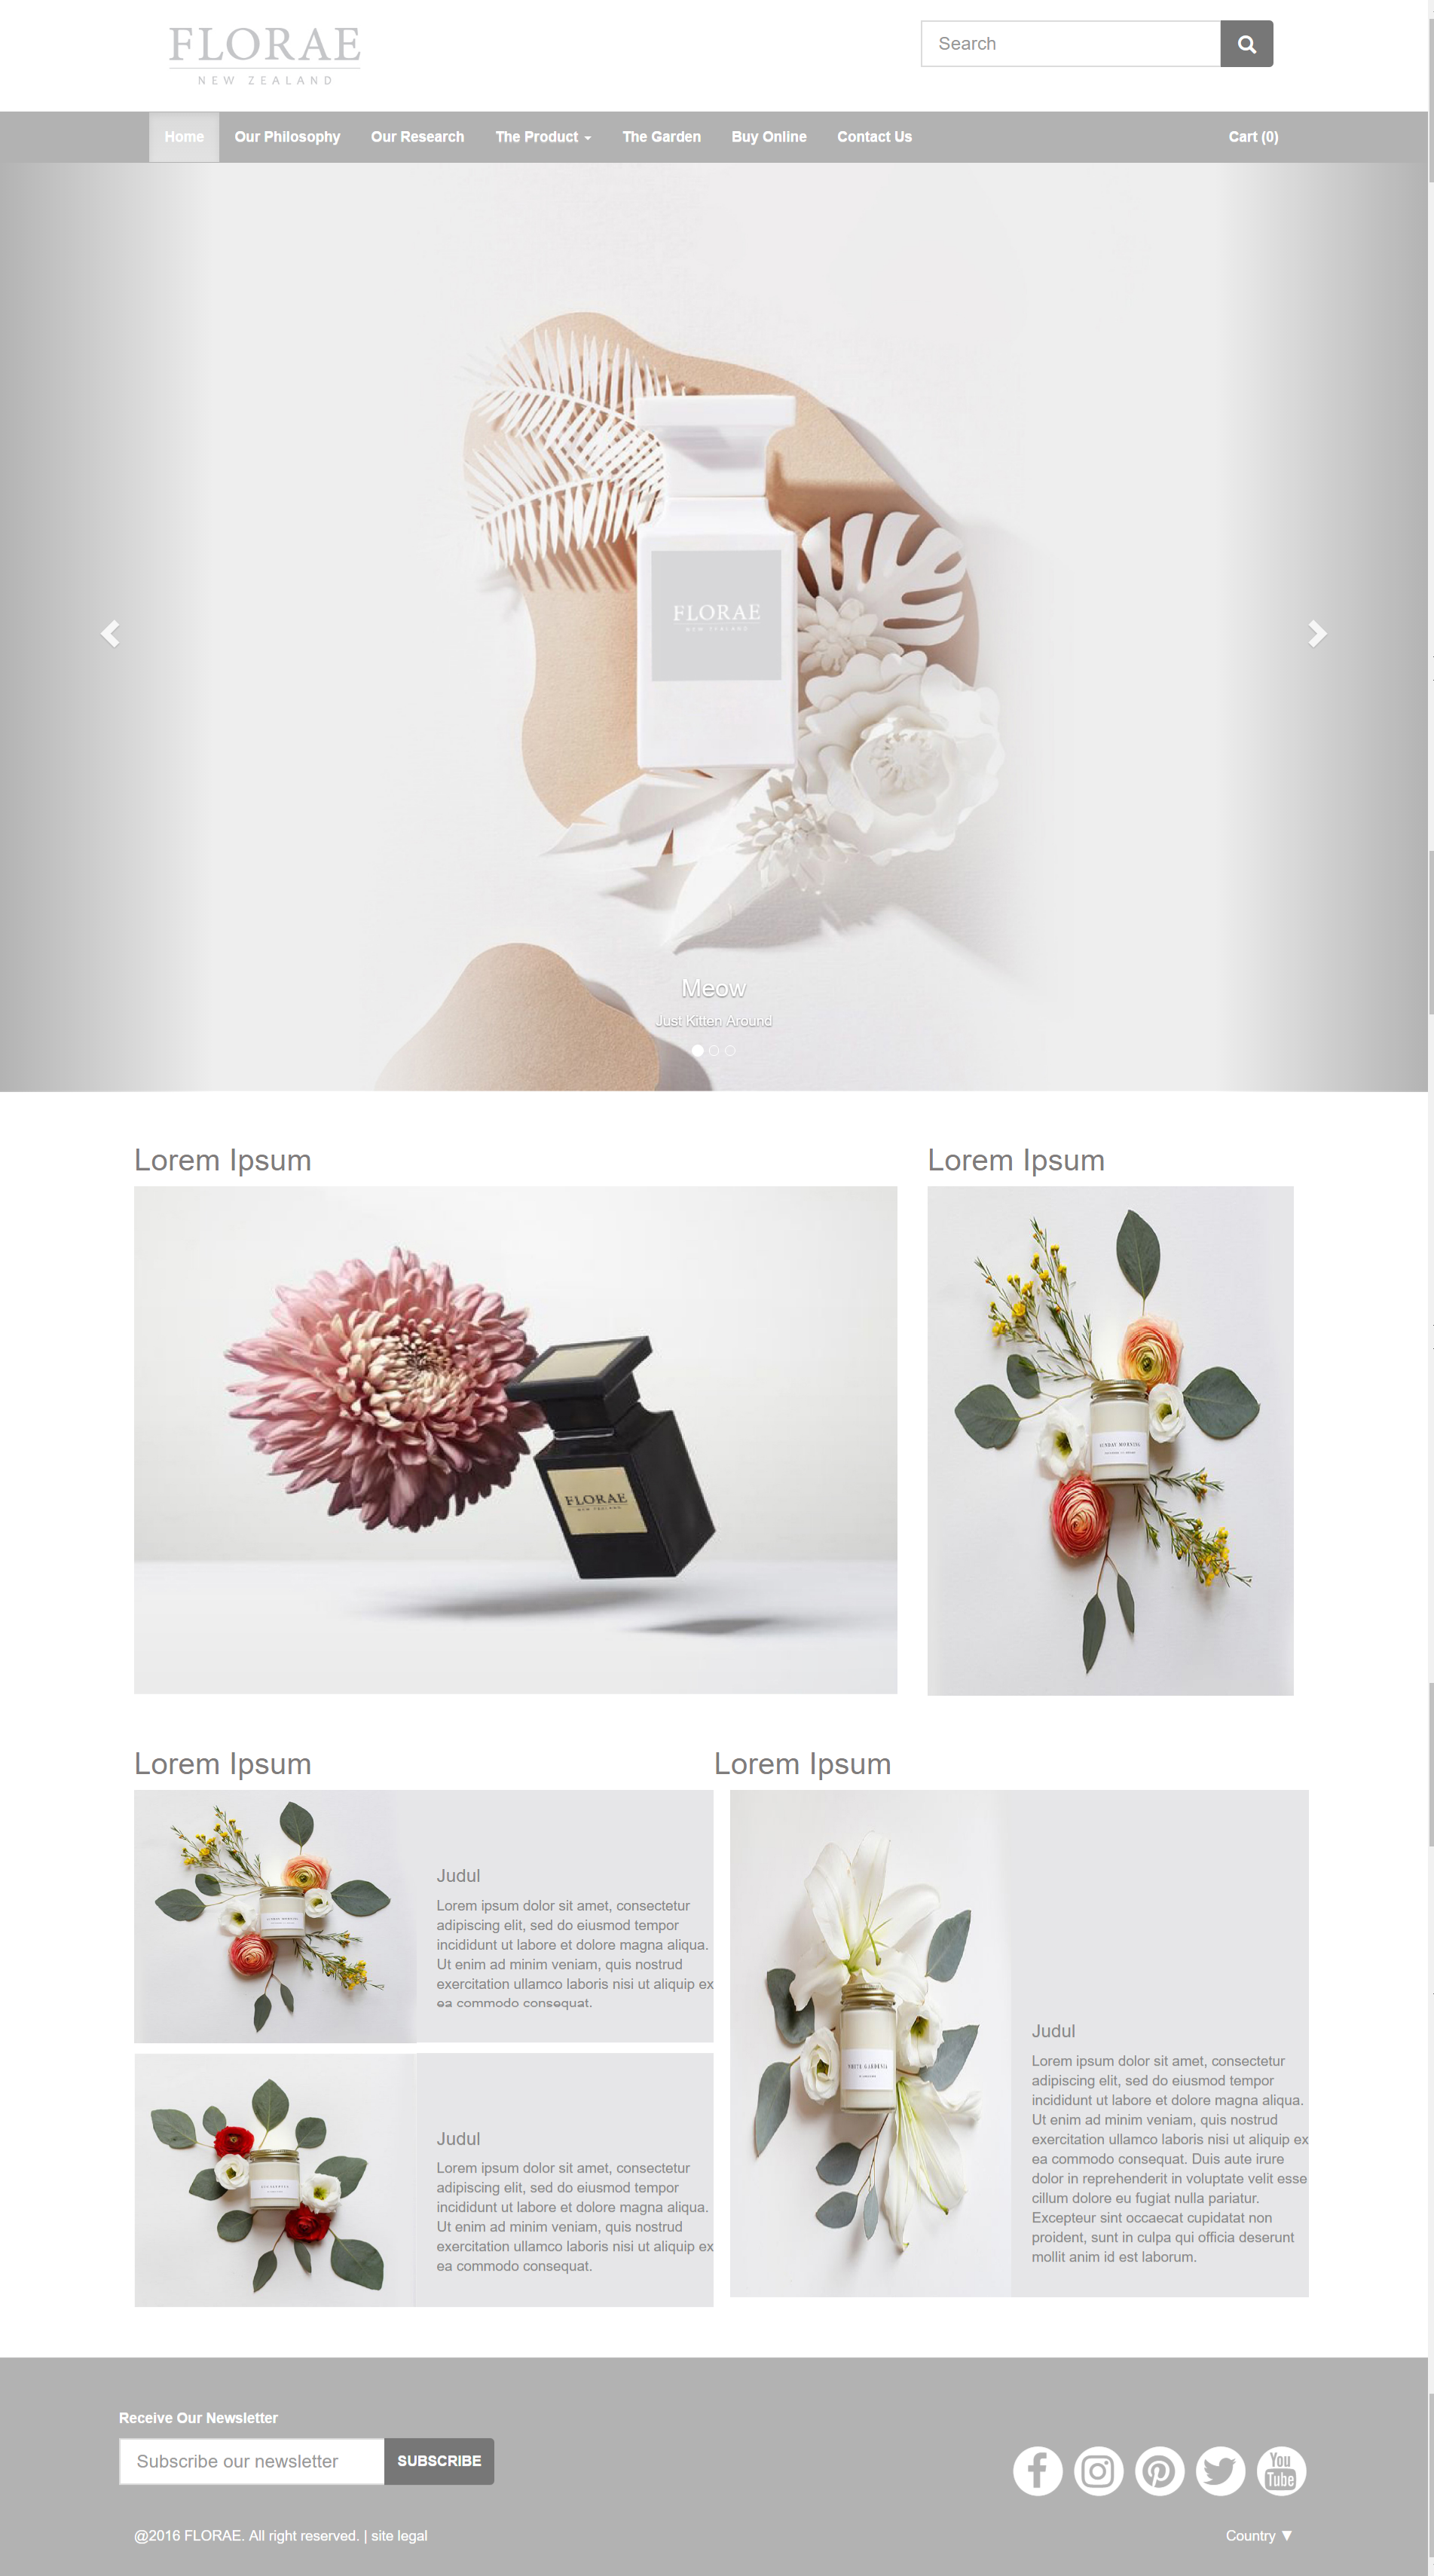 FLORAE
NEW ZEALAND
Search
Home
Our Philosophy
Our Research
The Product
The Garden
Buy Online
Contact Us
Cart (0)
FLORAE
NEW ZEALAND
Meow
Just Kitten Around
Lorem Ipsum
Lorem Ipsum
FLORAE
NEW ZEALAND
SUNDAY MORNING
Lorem Ipsum
Lorem Ipsum
Judul
Lorem ipsum dolor sit amet, consectetur
adipiscing elit, sed do eiusmod tempor
incididunt ut labore et dolore magna aliqua.
Ut enim ad minim veniam, quis nostrud
exercitation ullamco laboris nisi ut aliquip ex
ea commodo consequat.
Judul
Lorem ipsum dolor sit amet, consectetur
adipiscing elit, sed do eiusmod tempor
incididunt ut labore et dolore magna aliqua.
Ut enim ad minim veniam, quis nostrud
exercitation ullamco laboris nisi ut aliquip ex
ea commodo consequat.
WHITE GARDENIA
Judul
Lorem ipsum dolor sit amet, consectetur
adipiscing elit, sed do eiusmod tempor
incididunt ut labore et dolore magna aliqua.
Ut enim ad minim veniam, quis nostrud
exercitation ullamco laboris nisi ut aliquip ex
ea commodo consequat. Duis aute irure
dolor in reprehenderit in voluptate velit esse
cillum dolore eu fugiat nulla pariatur.
Excepteur sint occaecat cupidatat non
proident, sunt in culpa qui officia deserunt
mollit anim id est laborum.
Receive Our Newsletter
Subscribe our newsletter
SUBSCRIBE
You
Tube
@2016 FLORAE. All right reserved. | site legal
Country ▼